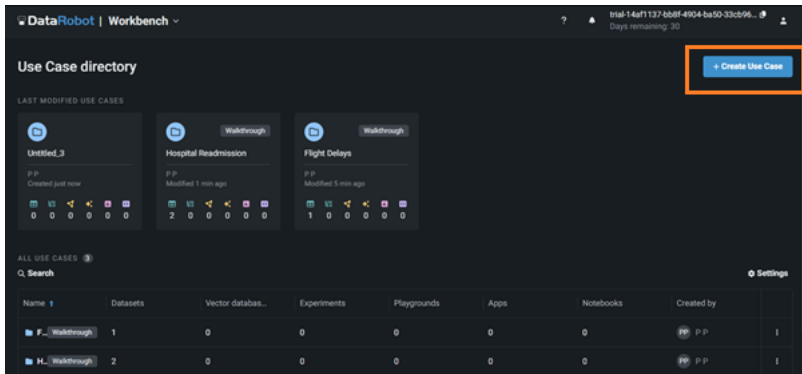 DataRobot | Workbench
?
trial-14af1137-bb8f-4904-ba50-33cb96...
Days remaining: 30
Use Case directory
+ Create Use Case
LAST MODIFIED USE CASES
Walkthrough
Walkthrough
Untitled_3
Hospital Readmission
Flight Delays
P P
P P
P P
Created just now
Modified 1 min ago
Modified 5 min ago
0 0 0 0 0 0
2 0 0 0 0 0
1 0 0 0 0 0
ALL USE CASES 3
Search
Settings
Name Datasets Vector databas... Experiments Playgrounds Apps Notebooks Created by
F... Walkthrough 1 0 0 0 0 0 PP P P
H... Walkthrough 2 0 0 0 0 0 PP P P